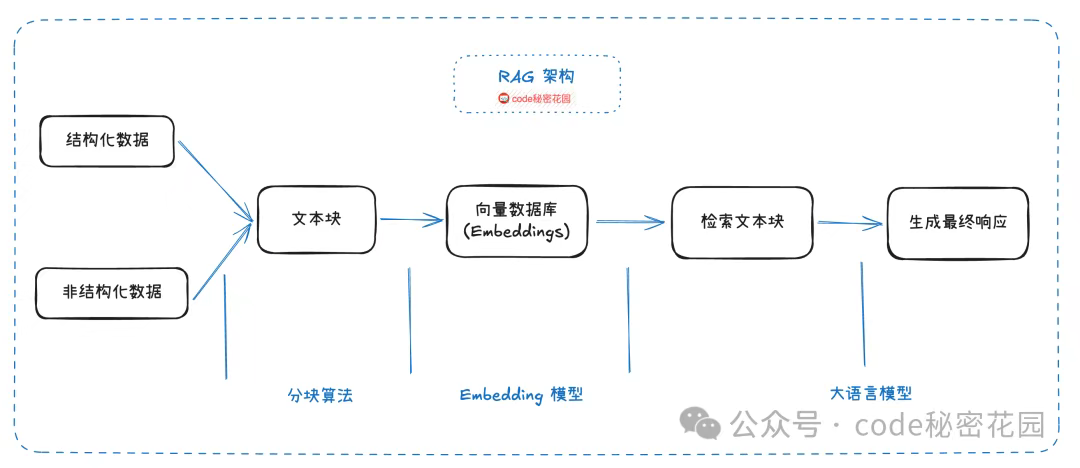 RAG 架构
code秘密花园
结构化数据
非结构化数据
文本块
向量数据库
(Embeddings)
检索文本块
生成最终响应
分块算法
Embedding 模型
大语言模型
公众号 · code秘密花园